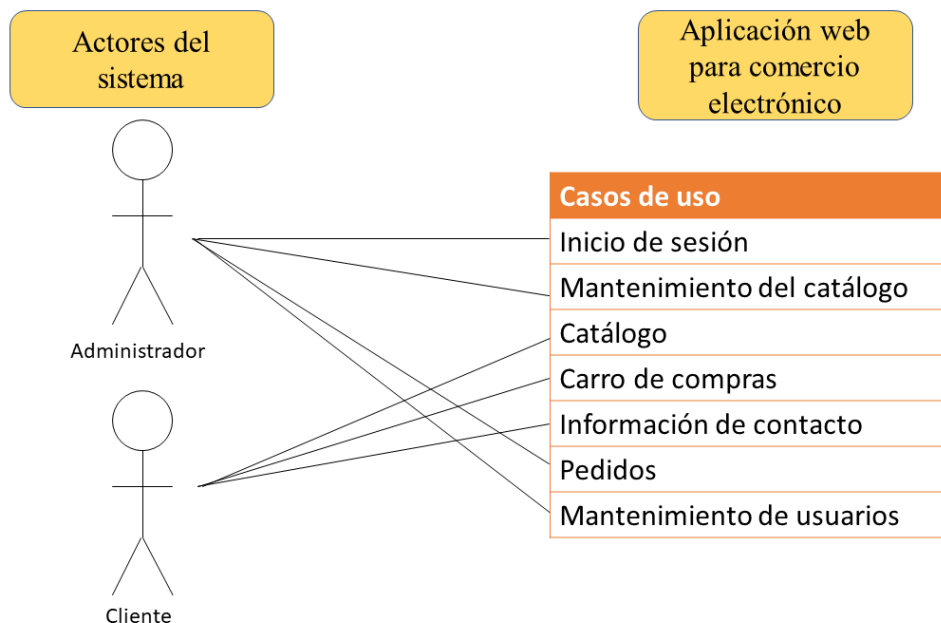 Actores del
sistema
Aplicación web
para comercio
electrónico
Administrador
Cliente
Casos de uso
Inicio de sesión
Mantenimiento del catálogo
Catálogo
Carro de compras
Información de contacto
Pedidos
Mantenimiento de usuarios